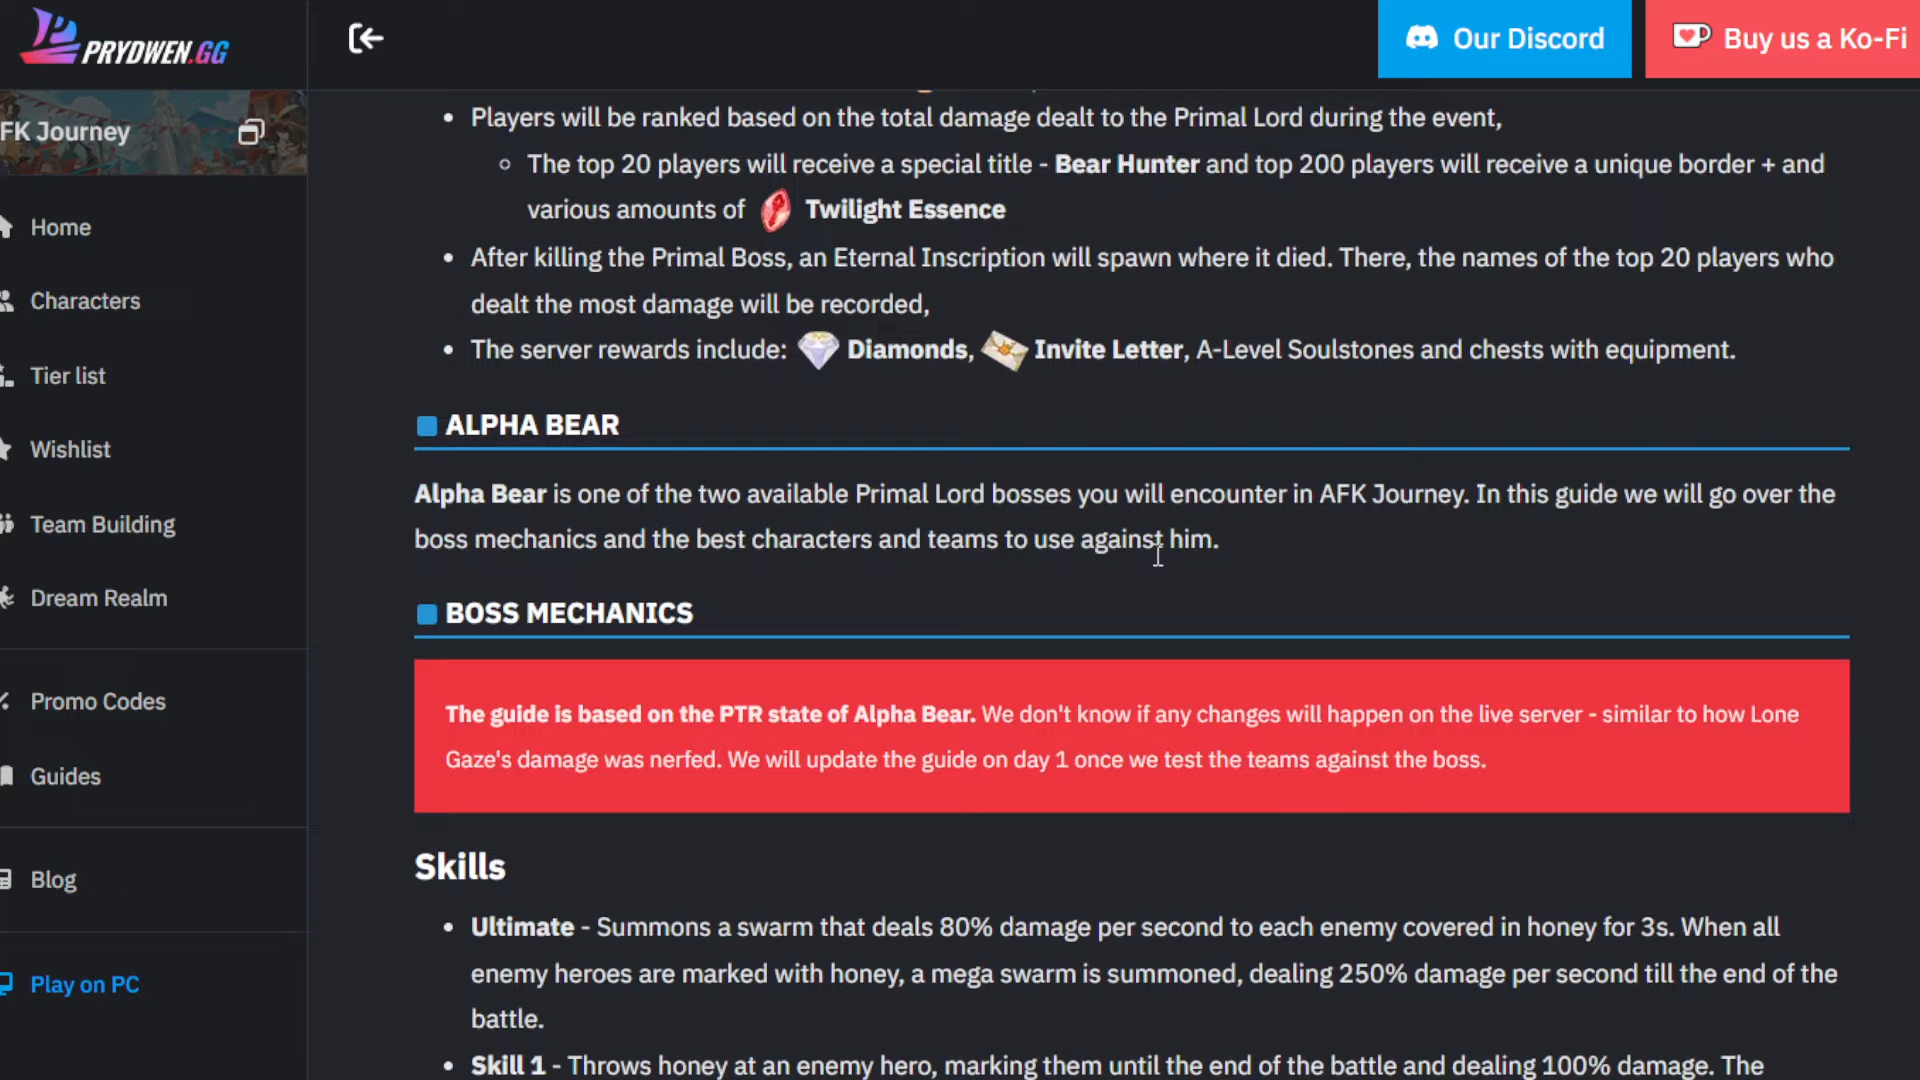 PRYDWEN.GG
Our Discord
Buy us a Ko-Fi
FK Journey
Home
Characters
Tier list
Wishlist
Team Building
Dream Realm
Promo Codes
Guides
Blog
Play on PC
• Players will be ranked based on the total damage dealt to the Primal Lord during the event,
The top 20 players will receive a special title - Bear Hunter and top 200 players will receive a unique border + and
various amounts of Twilight Essence
• After killing the Primal Boss, an Eternal Inscription will spawn where it died. There, the names of the top 20 players who
dealt the most damage will be recorded,
• The server rewards include: Diamonds, Invite Letter, A-Level Soulstones and chests with equipment.
ALPHA BEAR
Alpha Bear is one of the two available Primal Lord bosses you will encounter in AFK Journey. In this guide we will go over the
boss mechanics and the best characters and teams to use against him.
BOSS MECHANICS
The guide is based on the PTR state of Alpha Bear. We don't know if any changes will happen on the live server - similar to how Lone
Gaze's damage was nerfed. We will update the guide on day 1 once we test the teams against the boss.
Skills
• Ultimate - Summons a swarm that deals 80% damage per second to each enemy covered in honey for 3s. When all
enemy heroes are marked with honey, a mega swarm is summoned, dealing 250% damage per second till the end of the
battle.
• Skill 1 - Throws honey at an enemy hero, marking them until the end of the battle and dealing 100% damage. The